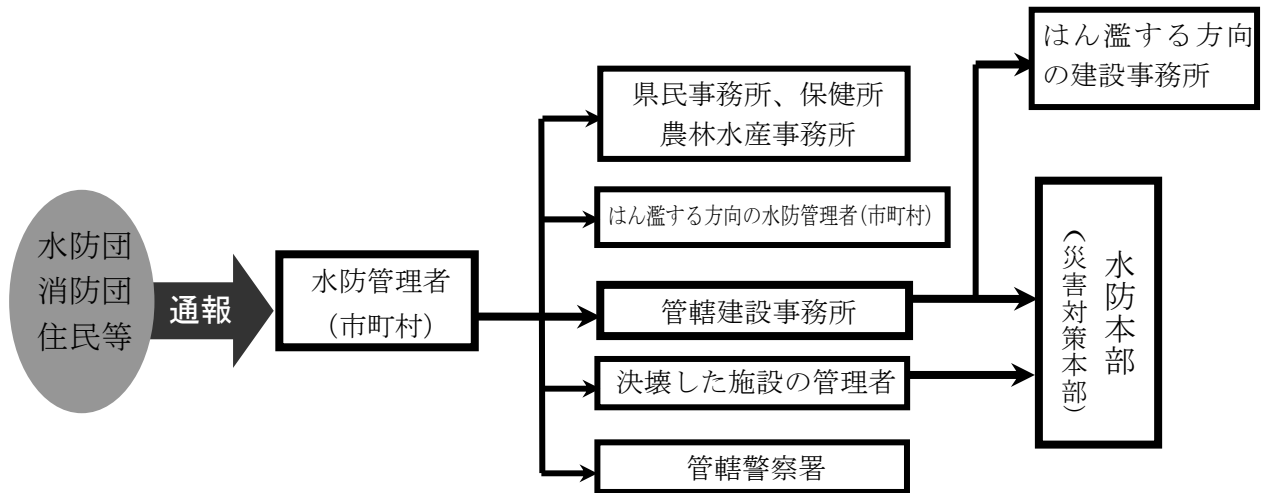 水防団
消防団
住民等
通報
水防管理者
(市町村)
県民事務所、保健所
農林水産事務所
はん濫する方向の水防管理者(市町村)
管轄建設事務所
決壊した施設の管理者
管轄警察署
はん濫する方向
の建設事務所
水防本部
(災害対策本部)